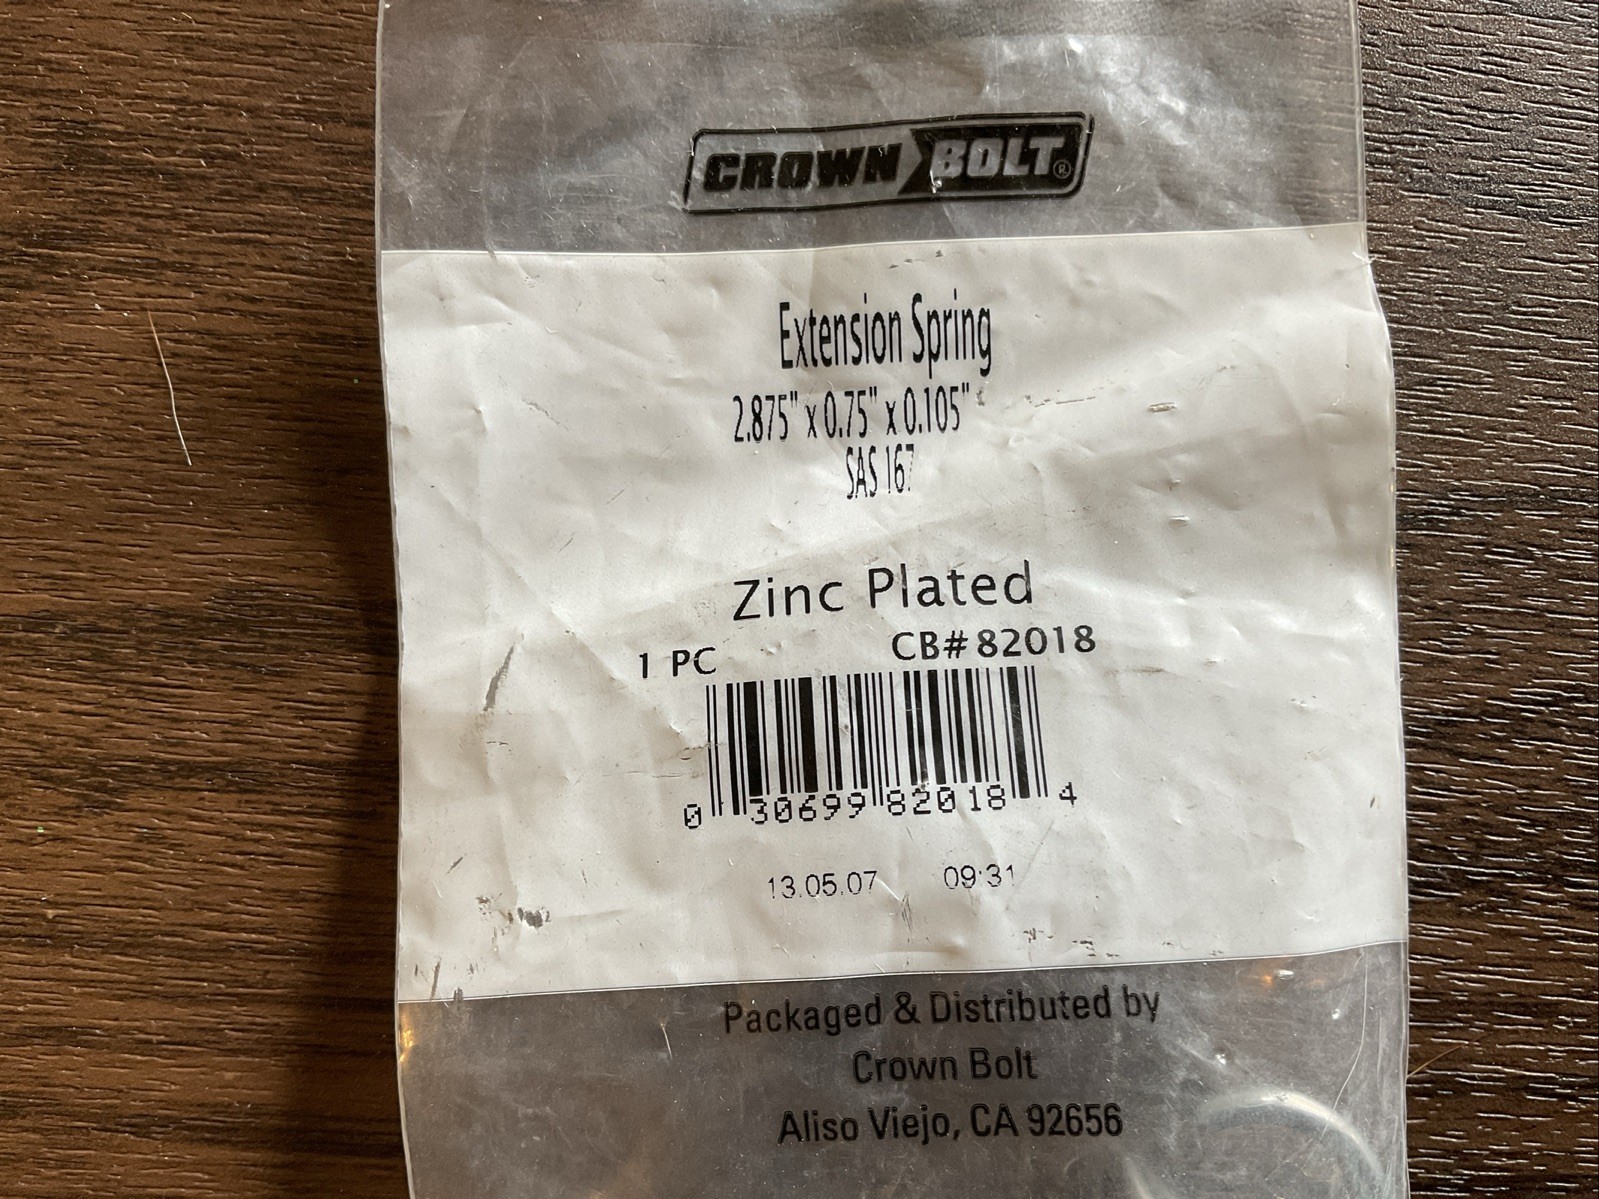 CROWN BOLT®
Extension Spring
2.875" x 0.75" x 0.105"
SAS 167
Zinc Plated
1 PC CB# 82018
0 30699 82018 4
13.05.07 09:31
Packaged & Distributed by
Crown Bolt
Aliso Viejo, CA 92656